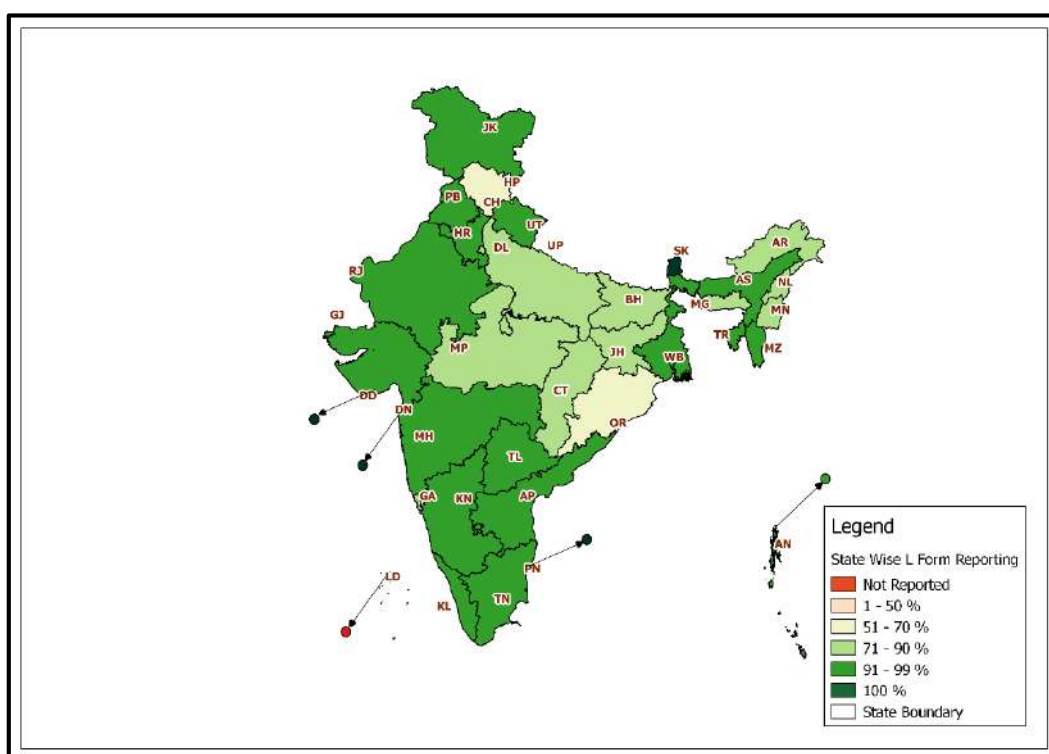 JK
HP
PB
CH
UT
HR
DL
UP
AR
SK
RJ
AS
NL
BH
MG
MN
GJ
TR
MP
JH
WB
MZ
CT
DD
DN
OR
MH
TL
GA
KN
AP
AN
PN
LD
KL
TN
Legend
State Wise L Form Reporting
Not Reported
1 - 50 %
51 - 70 %
71 - 90 %
91 - 99 %
100 %
State Boundary